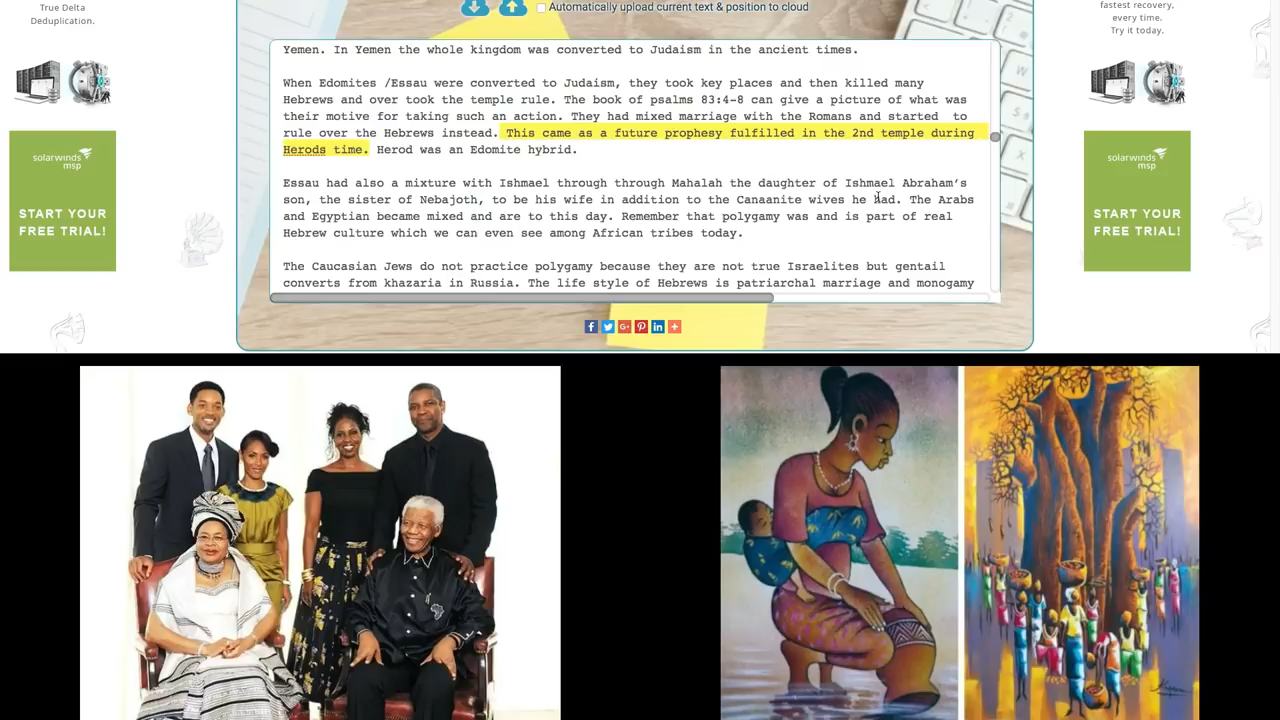 True Delta
Deduplication.
solarwinds
msp
START YOUR
FREE TRIAL!
Automatically upload current text & position to cloud
Yemen. In Yemen the whole kingdom was converted to Judaism in the ancient times.
When Edomites /Essau were converted to Judaism, they took key places and then killed many
Hebrews and over took the temple rule. The book of psalms 83:4-8 can give a picture of what was
their motive for taking such an action. They had mixed marriage with the Romans and started  to
rule over the Hebrews instead. This came as a future prophesy fulfilled in the 2nd temple during
Herods time. Herod was an Edomite hybrid.
Essau had also a mixture with Ishmael through through Mahalah the daughter of Ishmael Abraham’s
son, the sister of Nebajoth, to be his wife in addition to the Canaanite wives he had. The Arabs
and Egyptian became mixed and are to this day. Remember that polygamy was and is part of real
Hebrew culture which we can even see among African tribes today.
The Caucasian Jews do not practice polygamy because they are not true Israelites but gentail
converts from khazaria in Russia. The life style of Hebrews is patriarchal marriage and monogamy
fastest recovery,
every time.
Try it today.
solarwinds
msp
START YOUR
FREE TRIAL!